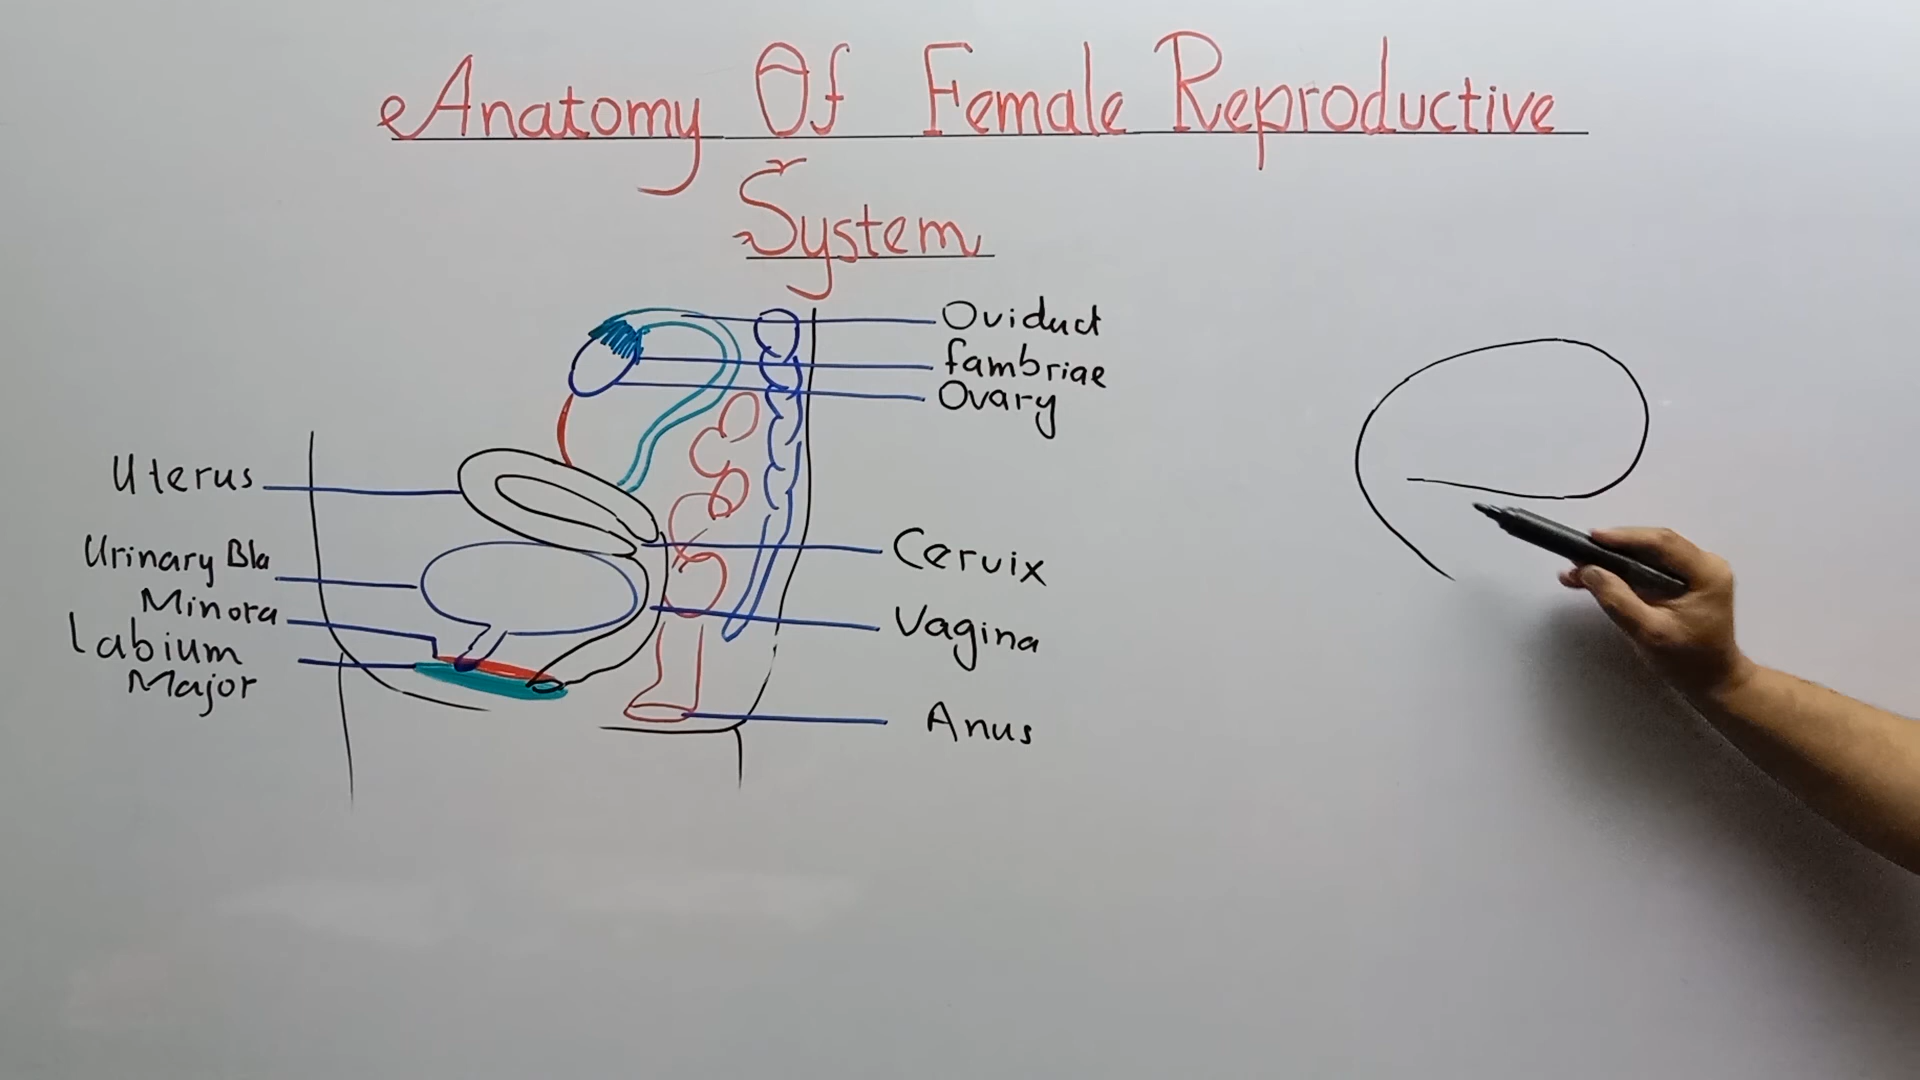 Anatomy Of Female Reproductive
System
Oviduct
fambriae
Ovary
Uterus
Cervix
Urinary Bla
Minora
Vagina
Labium
Major
Anus